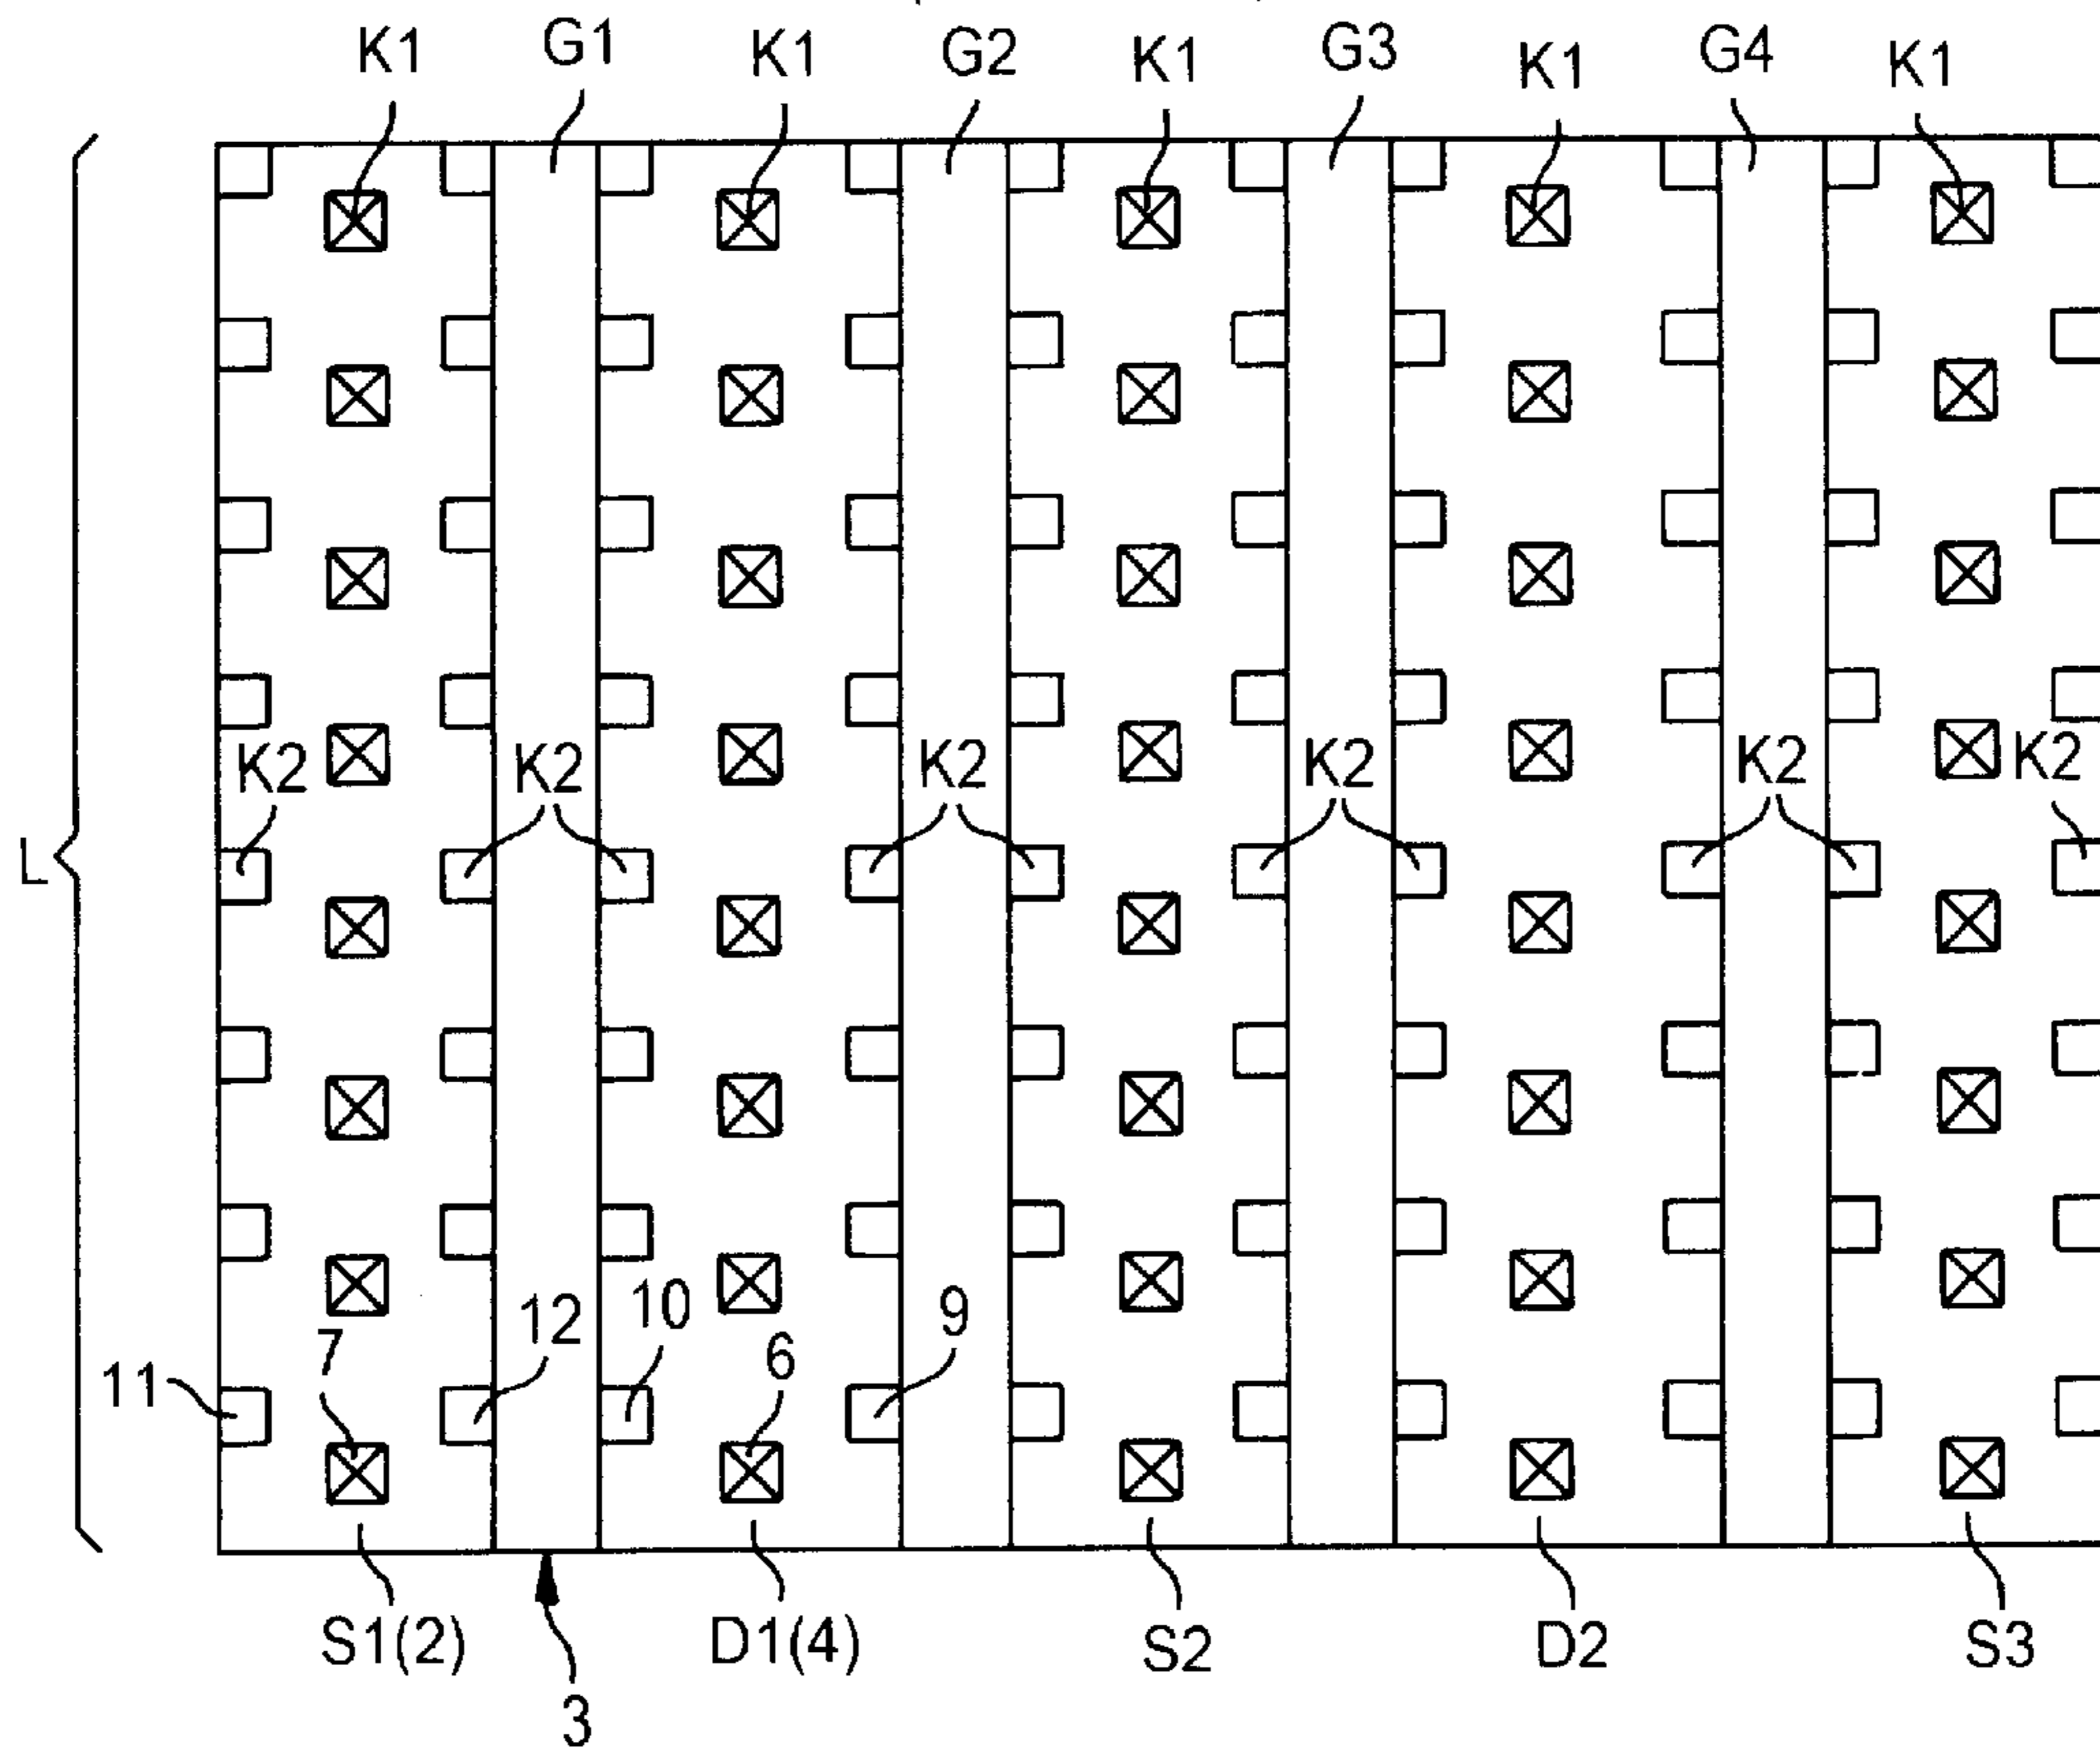 K1 G1 K1 G2 K1 G3 K1 G4 K1
K2 K2 K2 K2 K2 K2
L
12 10 9
7 6
11
S1(2) D1(4) S2 D2 S3
3